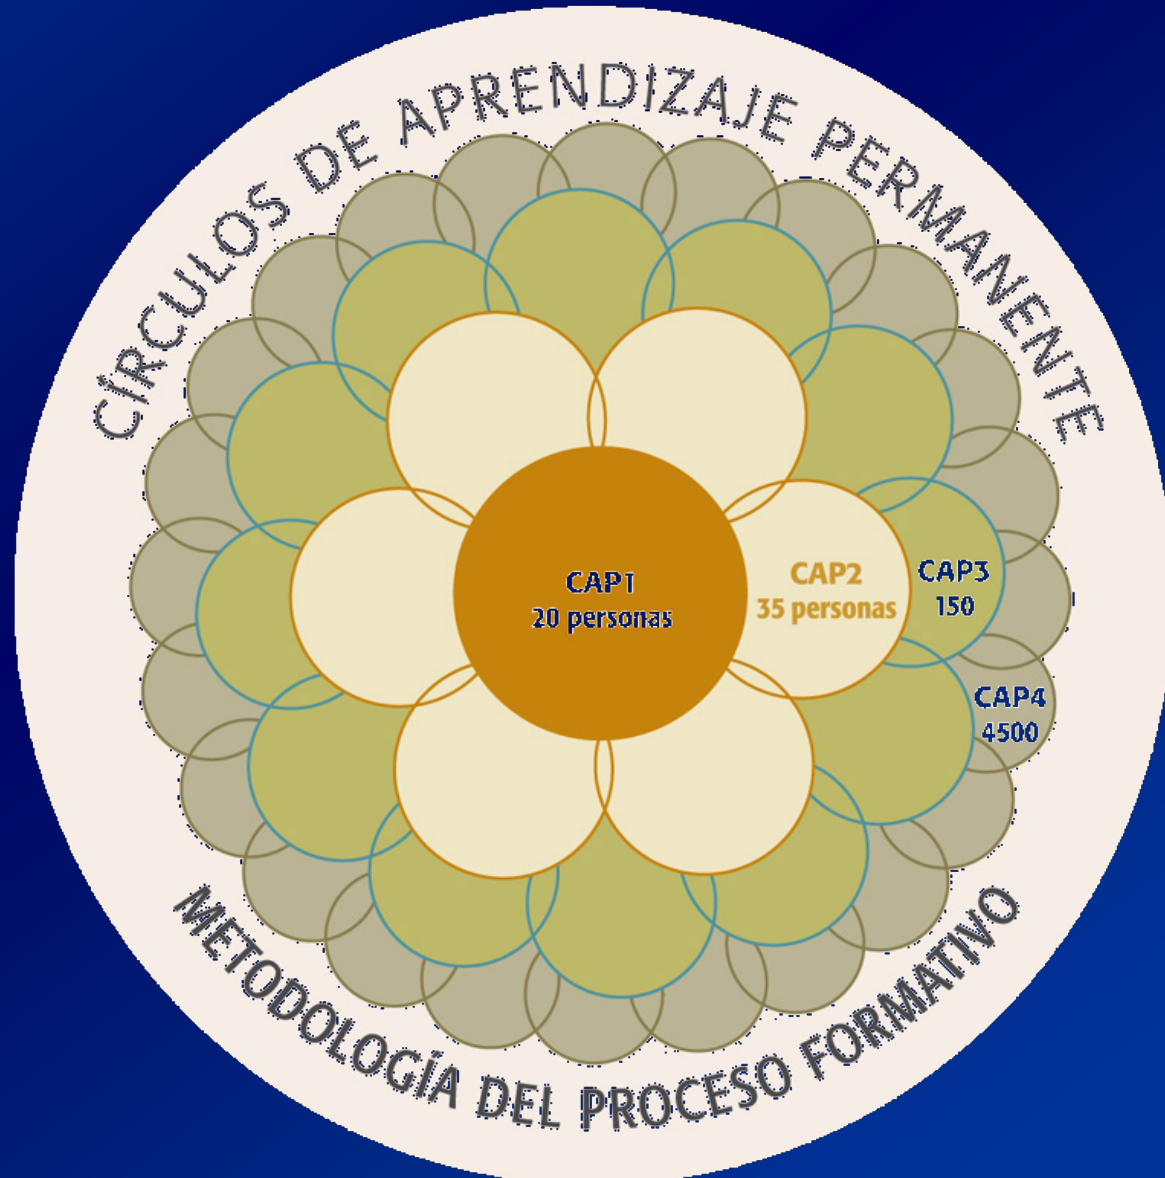 CÍRCULOS DE APRENDIZAJE PERMANENTE
CAP1
20 personas
CAP2
35 personas
CAP3
150
CAP4
4500
METODOLOGÍA DEL PROCESO FORMATIVO